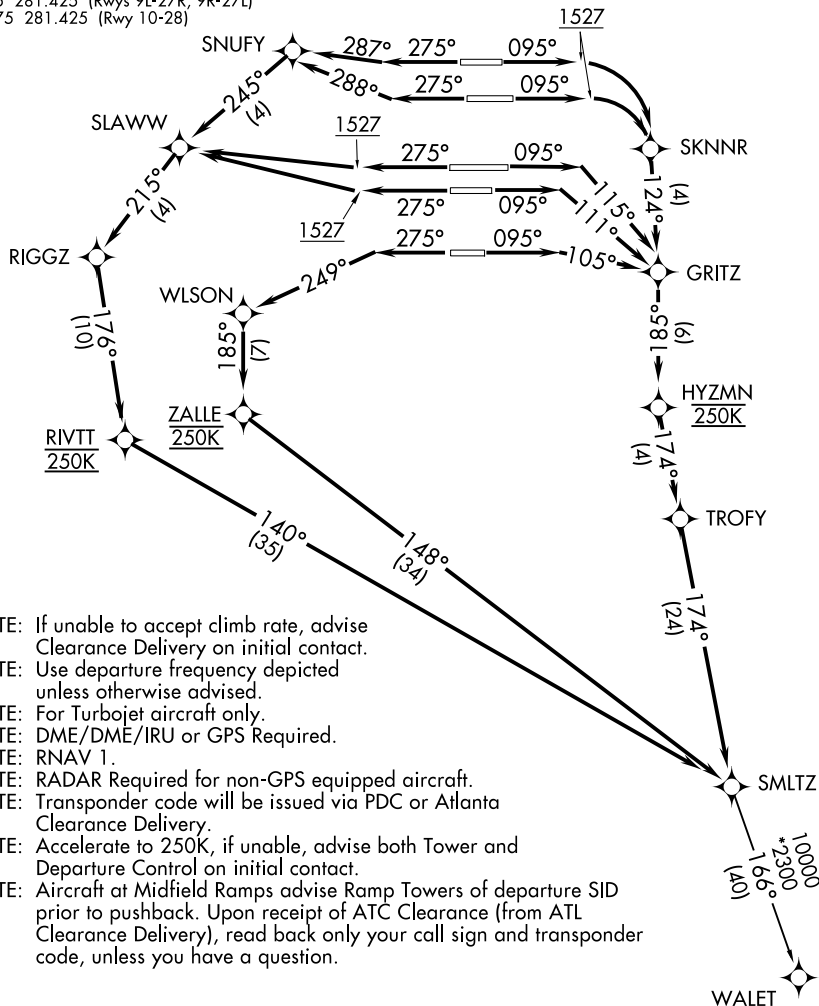 281.425 (Rwys 9L-27R, 9R-27L)
75 281.425 (Rwy 10-28)
1527
SNUFY
287° 275° 095°
288° 275° 095°
245°
(4)
SLAWW
1527
275° 095°
SKNNR
124°
(4)
215°
(4)
275° 095°
115°
111°
1527
RIGGZ
275° 095°
105°
GRITZ
249°
WLSON
176°
(10)
185°
(7)
185°
(6)
ZALLE
250K
HYZMN
250K
RIVTT
250K
174°
(4)
TROFY
140°
(35)
148°
(34)
174°
(24)
TE: If unable to accept climb rate, advise
Clearance Delivery on initial contact.
TE: Use departure frequency depicted
unless otherwise advised.
TE: For Turbojet aircraft only.
TE: DME/DME/IRU or GPS Required.
TE: RNAV 1.
TE: RADAR Required for non-GPS equipped aircraft.
TE: Transponder code will be issued via PDC or Atlanta
Clearance Delivery.
TE: Accelerate to 250K, if unable, advise both Tower and
Departure Control on initial contact.
TE: Aircraft at Midfield Ramps advise Ramp Towers of departure SID
prior to pushback. Upon receipt of ATC Clearance (from ATL
Clearance Delivery), read back only your call sign and transponder
code, unless you have a question.
SMLTZ
10000
*2300
166°
(40)
WALET